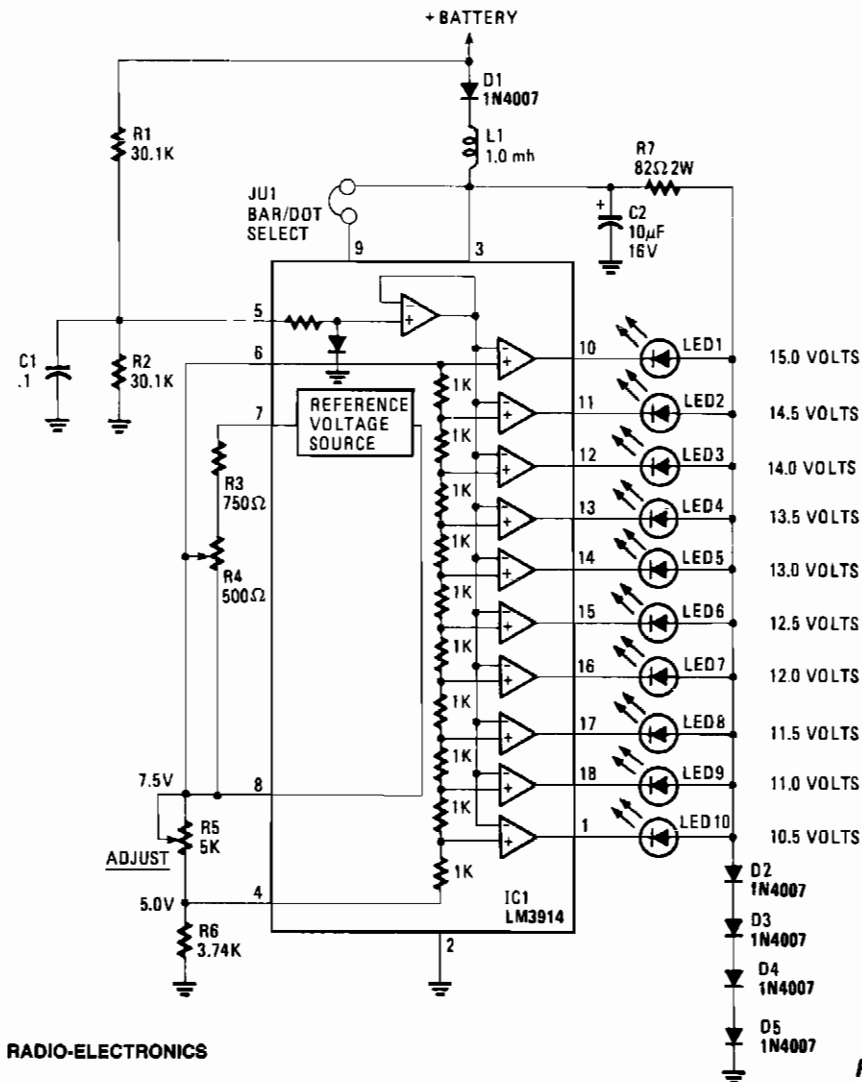 + BATTERY
D1
1N4007
R1
30.1K
L1
1.0 mh
R7
82Ω 2W
JU1
BAR/DOT
SELECT
+
C2
10µF
16V
9
3
5
6
7
C1
.1
R2
30.1K
REFERENCE
VOLTAGE
SOURCE
R3
750Ω
R4
500Ω
1K
1K
1K
1K
1K
1K
1K
1K
1K
1K
- +
- +
- +
- +
- +
- +
- +
- +
- +
- +
- +
10 LED1 15.0 VOLTS
11 LED2 14.5 VOLTS
12 LED3 14.0 VOLTS
13 LED4 13.5 VOLTS
14 LED5 13.0 VOLTS
15 LED6 12.5 VOLTS
16 LED7 12.0 VOLTS
17 LED8 11.5 VOLTS
18 LED9 11.0 VOLTS
1 LED10 10.5 VOLTS
7.5V
8
R5
5K
ADJUST
5.0V
4
R6
3.74K
IC1
LM3914
2
D2
1N4007
D3
1N4007
D4
1N4007
D5
1N4007
RADIO-ELECTRONICS